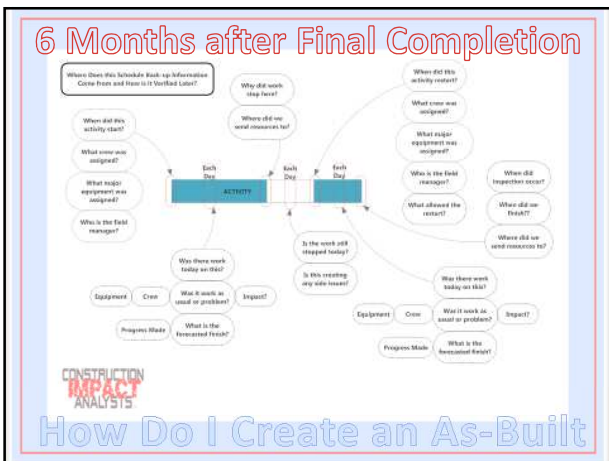 6 Months after Final Completion
Where Does this Schedule Back-up Information
Come From and How is it Verified Later?
When did this
activity start?
What crew was
assigned?
What major
equipment was
assigned?
Who is the field
manager?
Why did work
stop here?
Where did we
send resources to?
When did this
activity restart?
What crew was
assigned?
What major
equipment was
assigned?
Who is the field
manager?
What allowed the
restart?
When did
inspection occur?
When did we
finish??
Where did we
send resources to?
Each
Day
Each
Day
Each
Day
ACTIVITY
Was there work
today on this?
Equipment
Crew
Was it work as
usual or problem?
Impact?
Progress Made
What is the
forecasted finish?
Is the work still
stopped today?
Is this creating
any side issues?
Was there work
today on this?
Equipment
Crew
Was it work as
usual or problem?
Impact?
Progress Made
What is the
forecasted finish?
CONSTRUCTION
IMPACT
ANALYSTS
How Do I Create an As-Built